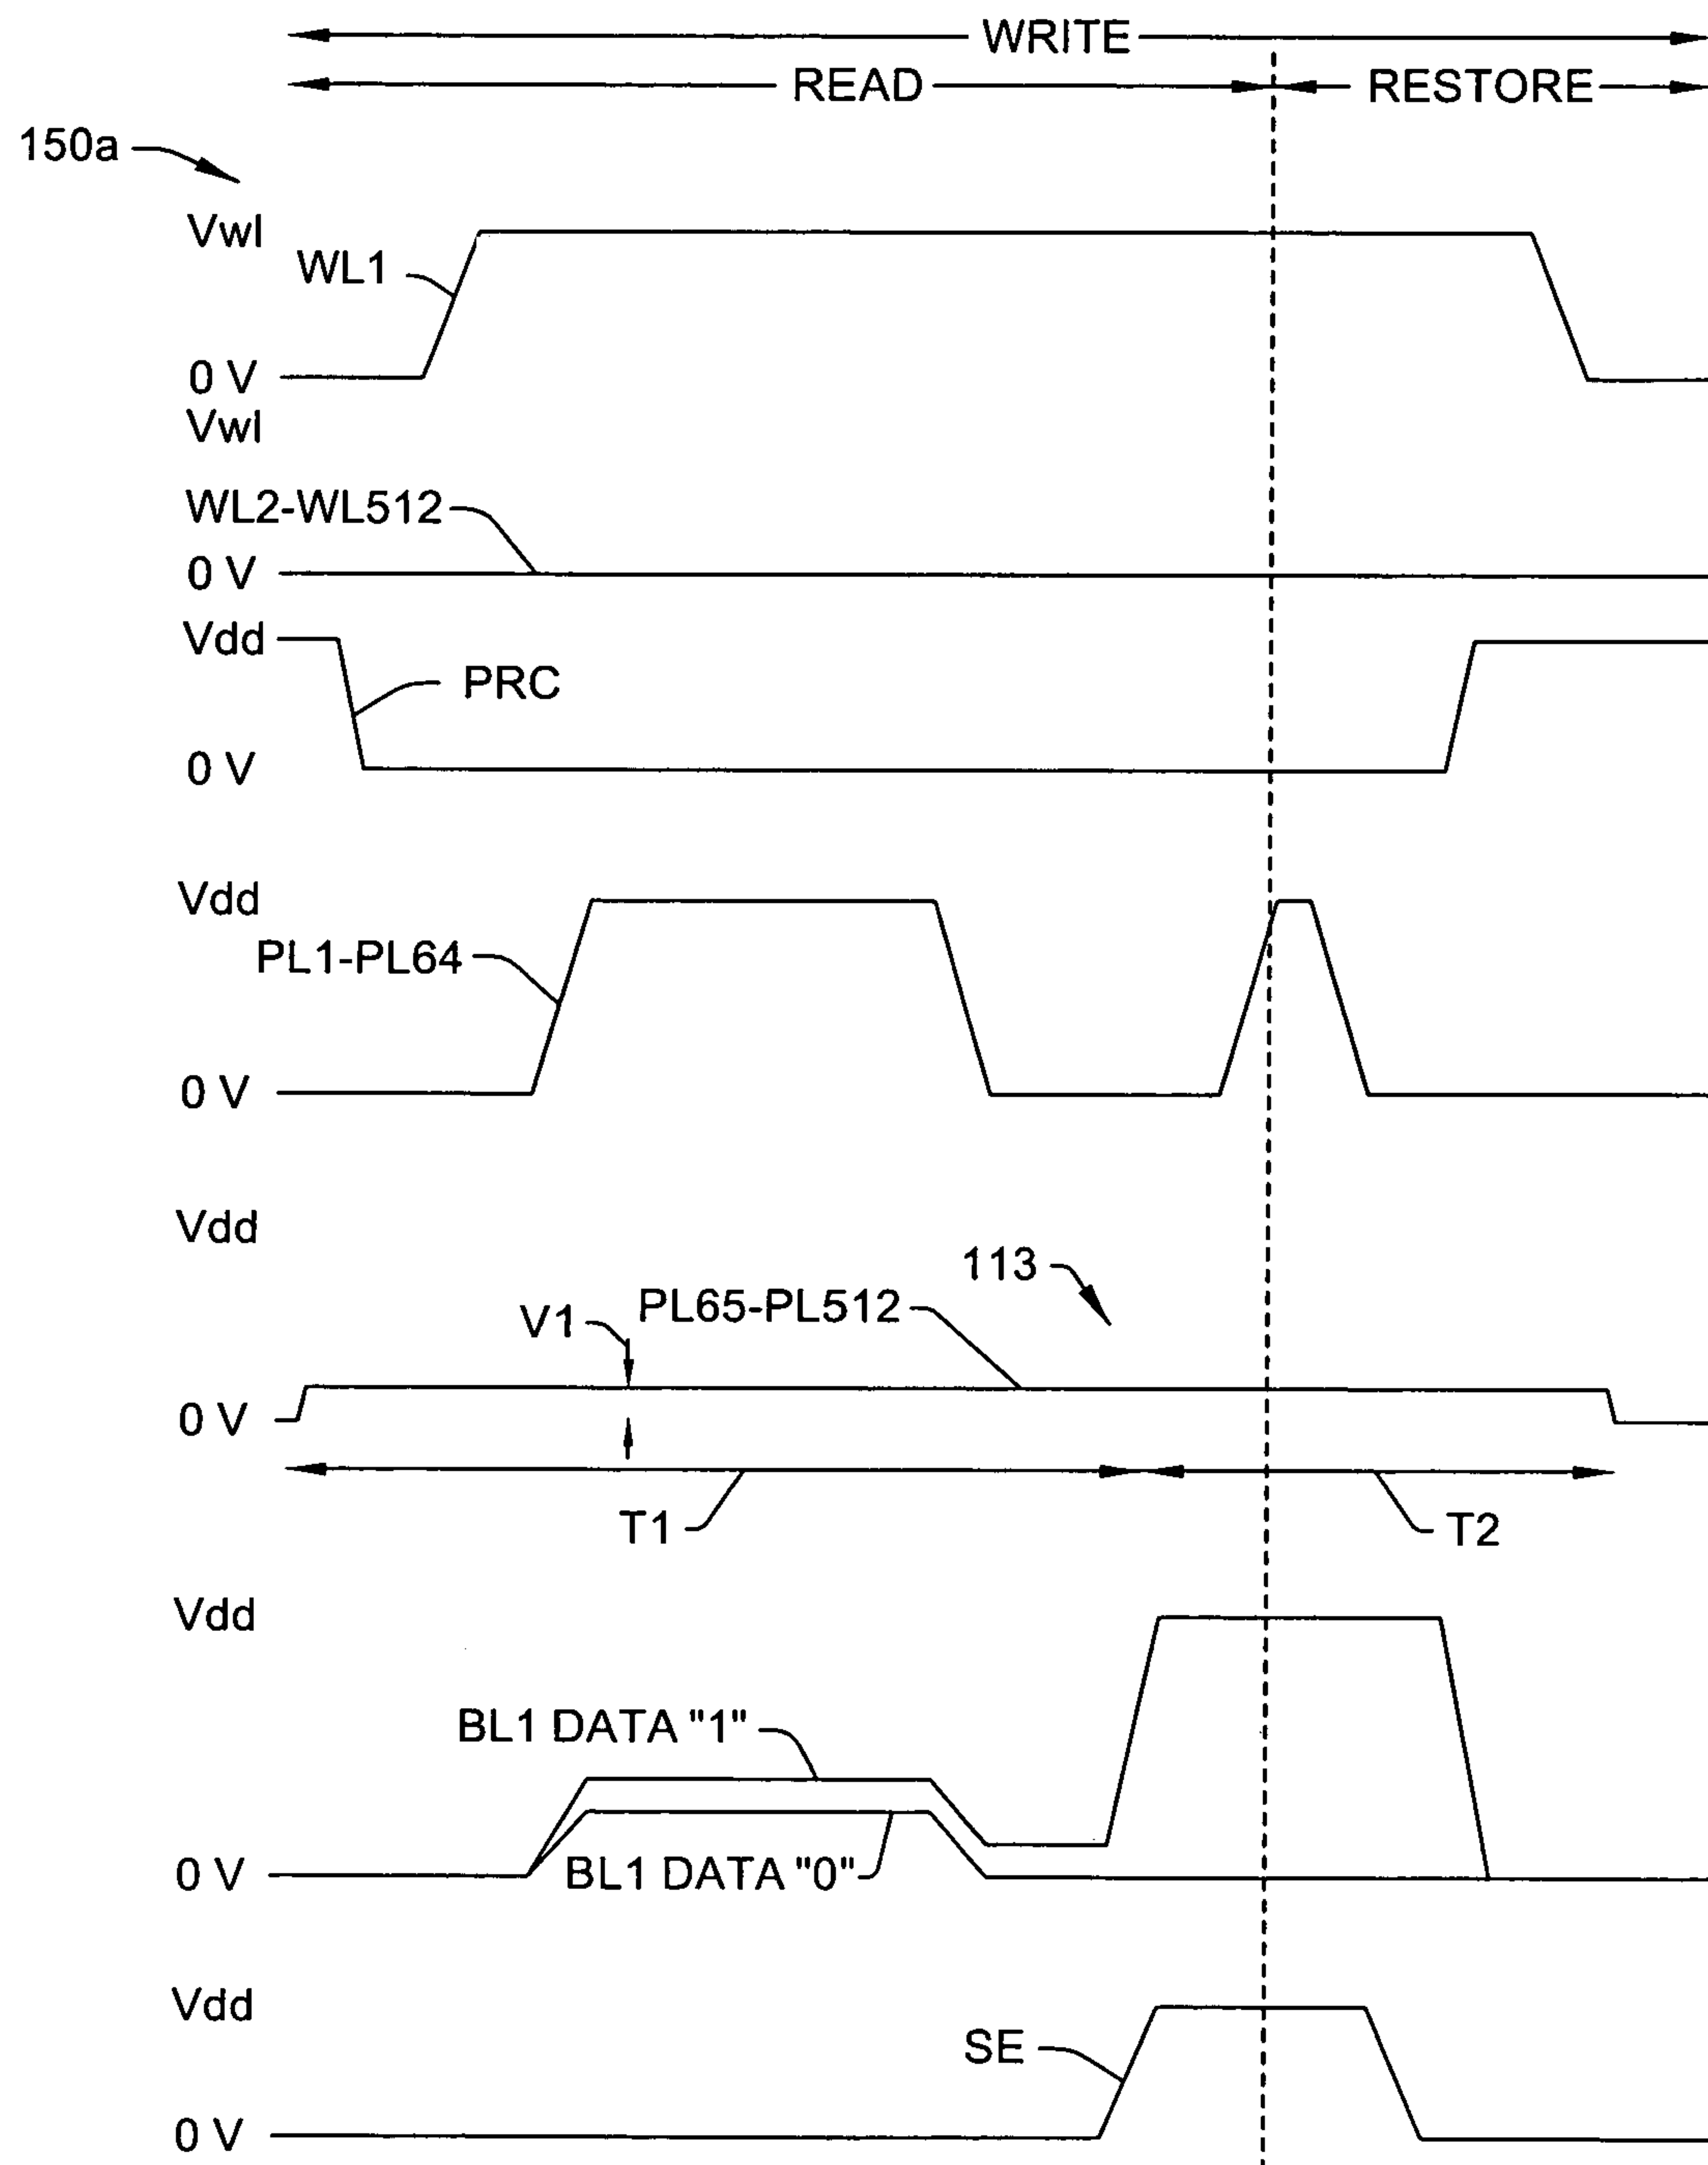 WRITE
READ
RESTORE
150a
Vwl
WL1
0 V
Vwl
WL2-WL512
0 V
Vdd
PRC
0 V
Vdd
PL1-PL64
0 V
Vdd
113
V1
PL65-PL512
0 V
T1
T2
Vdd
BL1 DATA "1"
0 V
BL1 DATA "0"
Vdd
SE
0 V